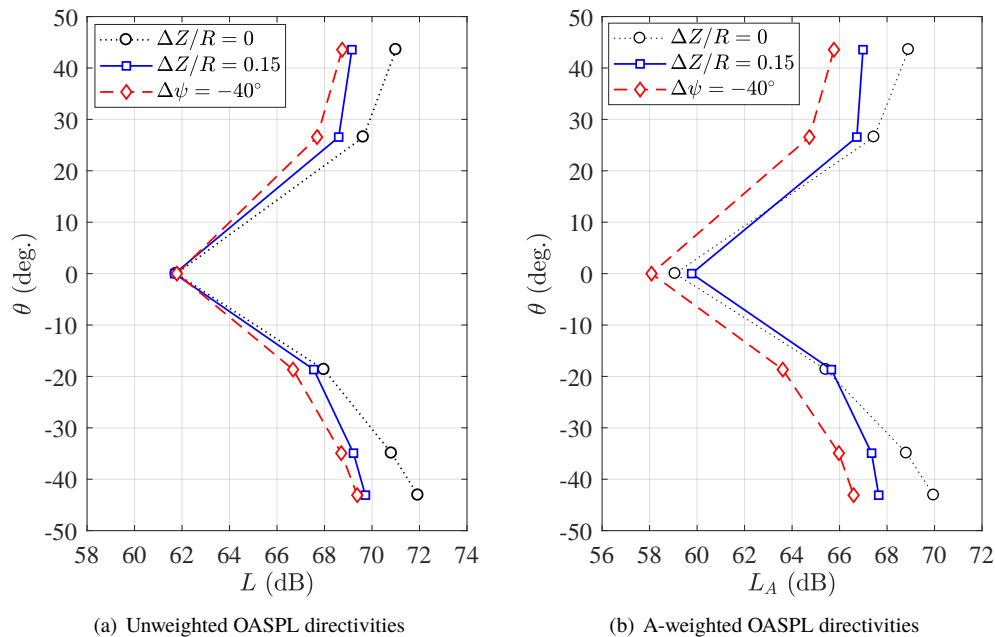 50
40
30
20
10
0
-10
-20
-30
-40
-50
θ (deg.)
58 60 62 64 66 68 70 72 74
L (dB)
ΔZ/R = 0
ΔZ/R = 0.15
Δψ = −40°
(a) Unweighted OASPL directivities
50
40
30
20
10
0
-10
-20
-30
-40
-50
θ (deg.)
56 58 60 62 64 66 68 70 72
L_A (dB)
ΔZ/R = 0
ΔZ/R = 0.15
Δψ = −40°
(b) A-weighted OASPL directivities